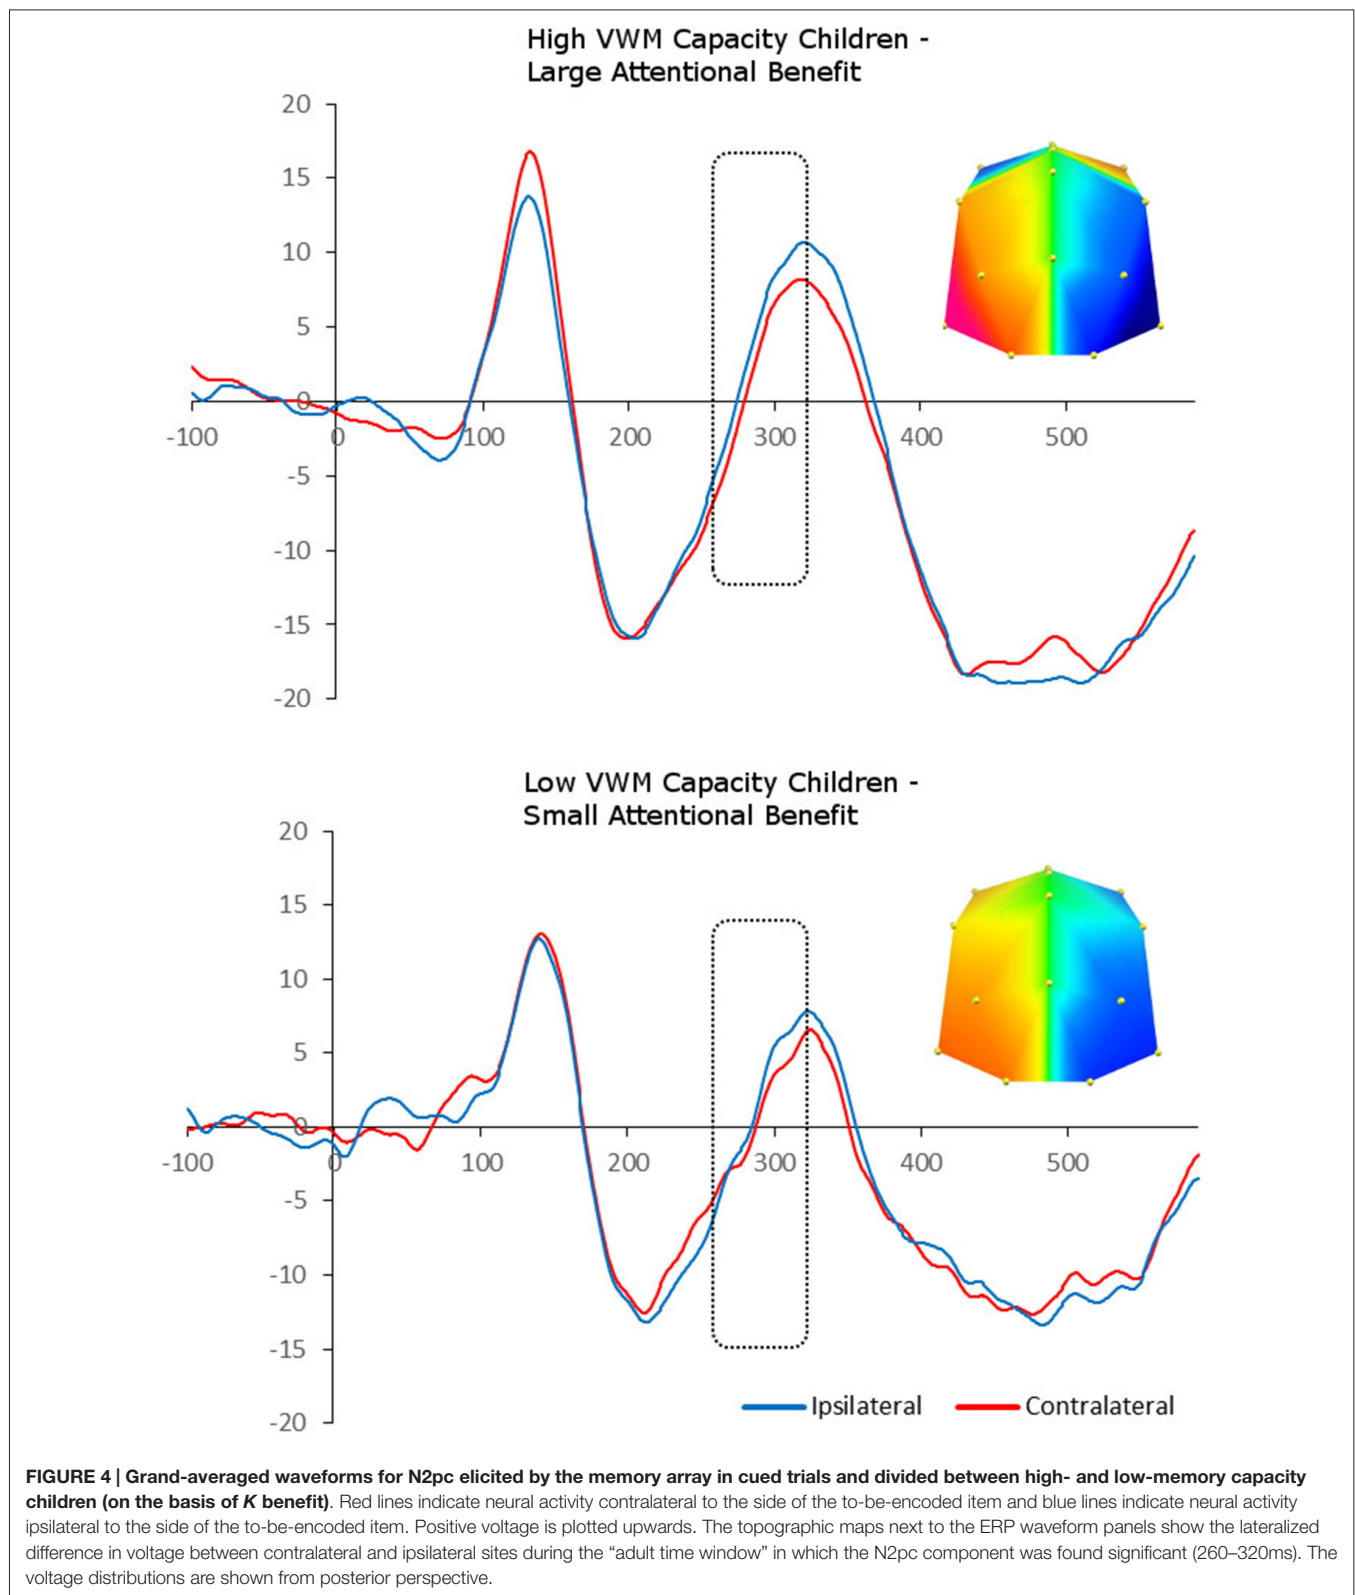 High VWM Capacity Children -
Large Attentional Benefit
20
15
10
5
0
-5
-10
-15
-20
-100 0 100 200 300 400 500
Low VWM Capacity Children -
Small Attentional Benefit
20
15
10
5
0
-5
-10
-15
-20
-100 0 100 200 300 400 500
Ipsilateral Contralateral
FIGURE 4 | Grand-averaged waveforms for N2pc elicited by the memory array in cued trials and divided between high- and low-memory capacity
children (on the basis of K benefit). Red lines indicate neural activity contralateral to the side of the to-be-encoded item and blue lines indicate neural activity
ipsilateral to the side of the to-be-encoded item. Positive voltage is plotted upwards. The topographic maps next to the ERP waveform panels show the lateralized
difference in voltage between contralateral and ipsilateral sites during the “adult time window” in which the N2pc component was found significant (260–320ms). The
voltage distributions are shown from posterior perspective.